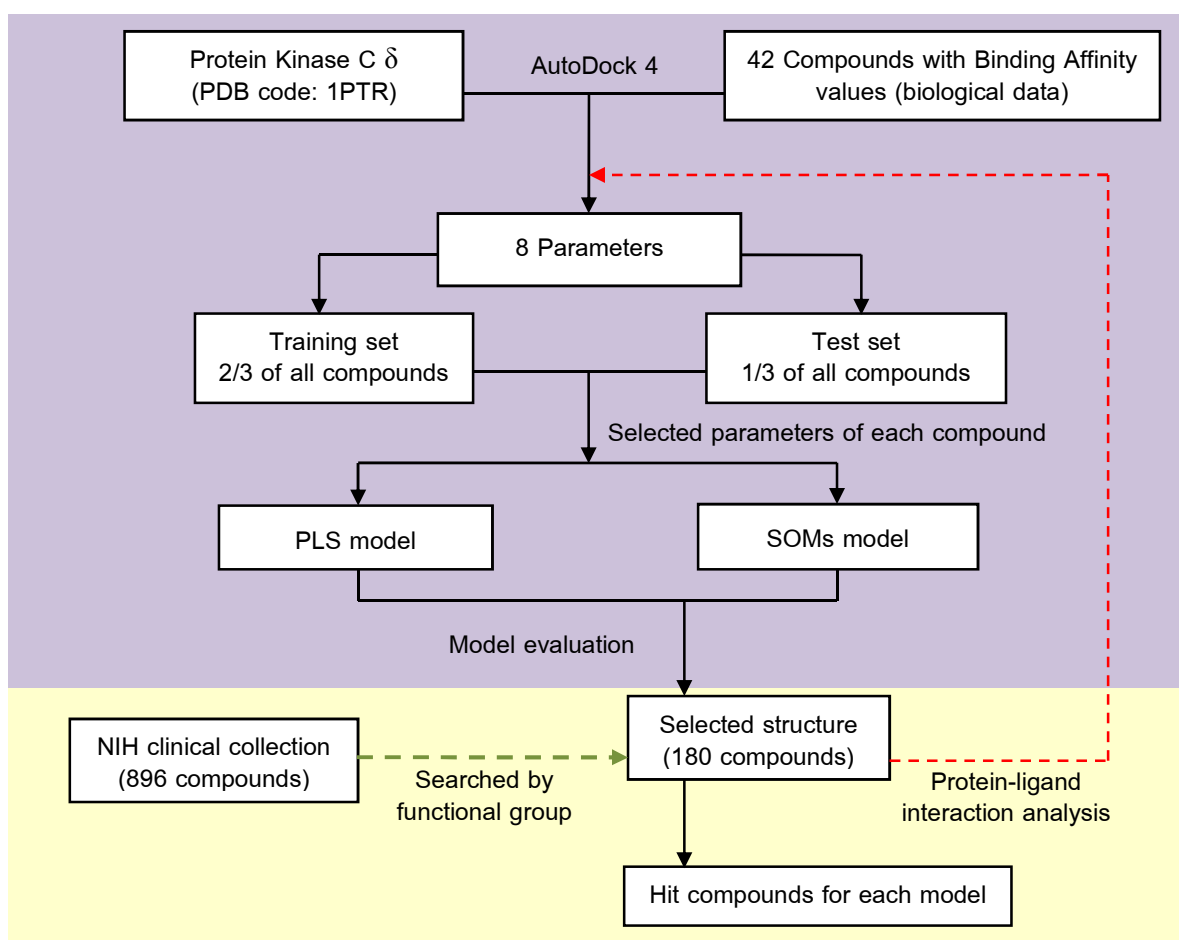 Protein Kinase C δ
(PDB code: 1PTR)
AutoDock 4
42 Compounds with Binding Affinity
values (biological data)
8 Parameters
Training set
2/3 of all compounds
Test set
1/3 of all compounds
Selected parameters of each compound
PLS model
SOMs model
Model evaluation
NIH clinical collection
(896 compounds)
Searched by
functional group
Selected structure
(180 compounds)
Protein-ligand
interaction analysis
Hit compounds for each model